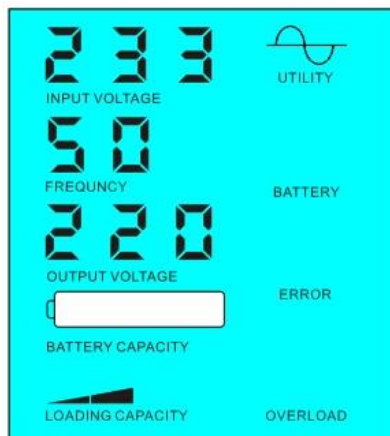 233
UTILITY
INPUT VOLTAGE
50
FREQUNCY
BATTERY
220
OUTPUT VOLTAGE
ERROR
BATTERY CAPACITY
LOADING CAPACITY
OVERLOAD